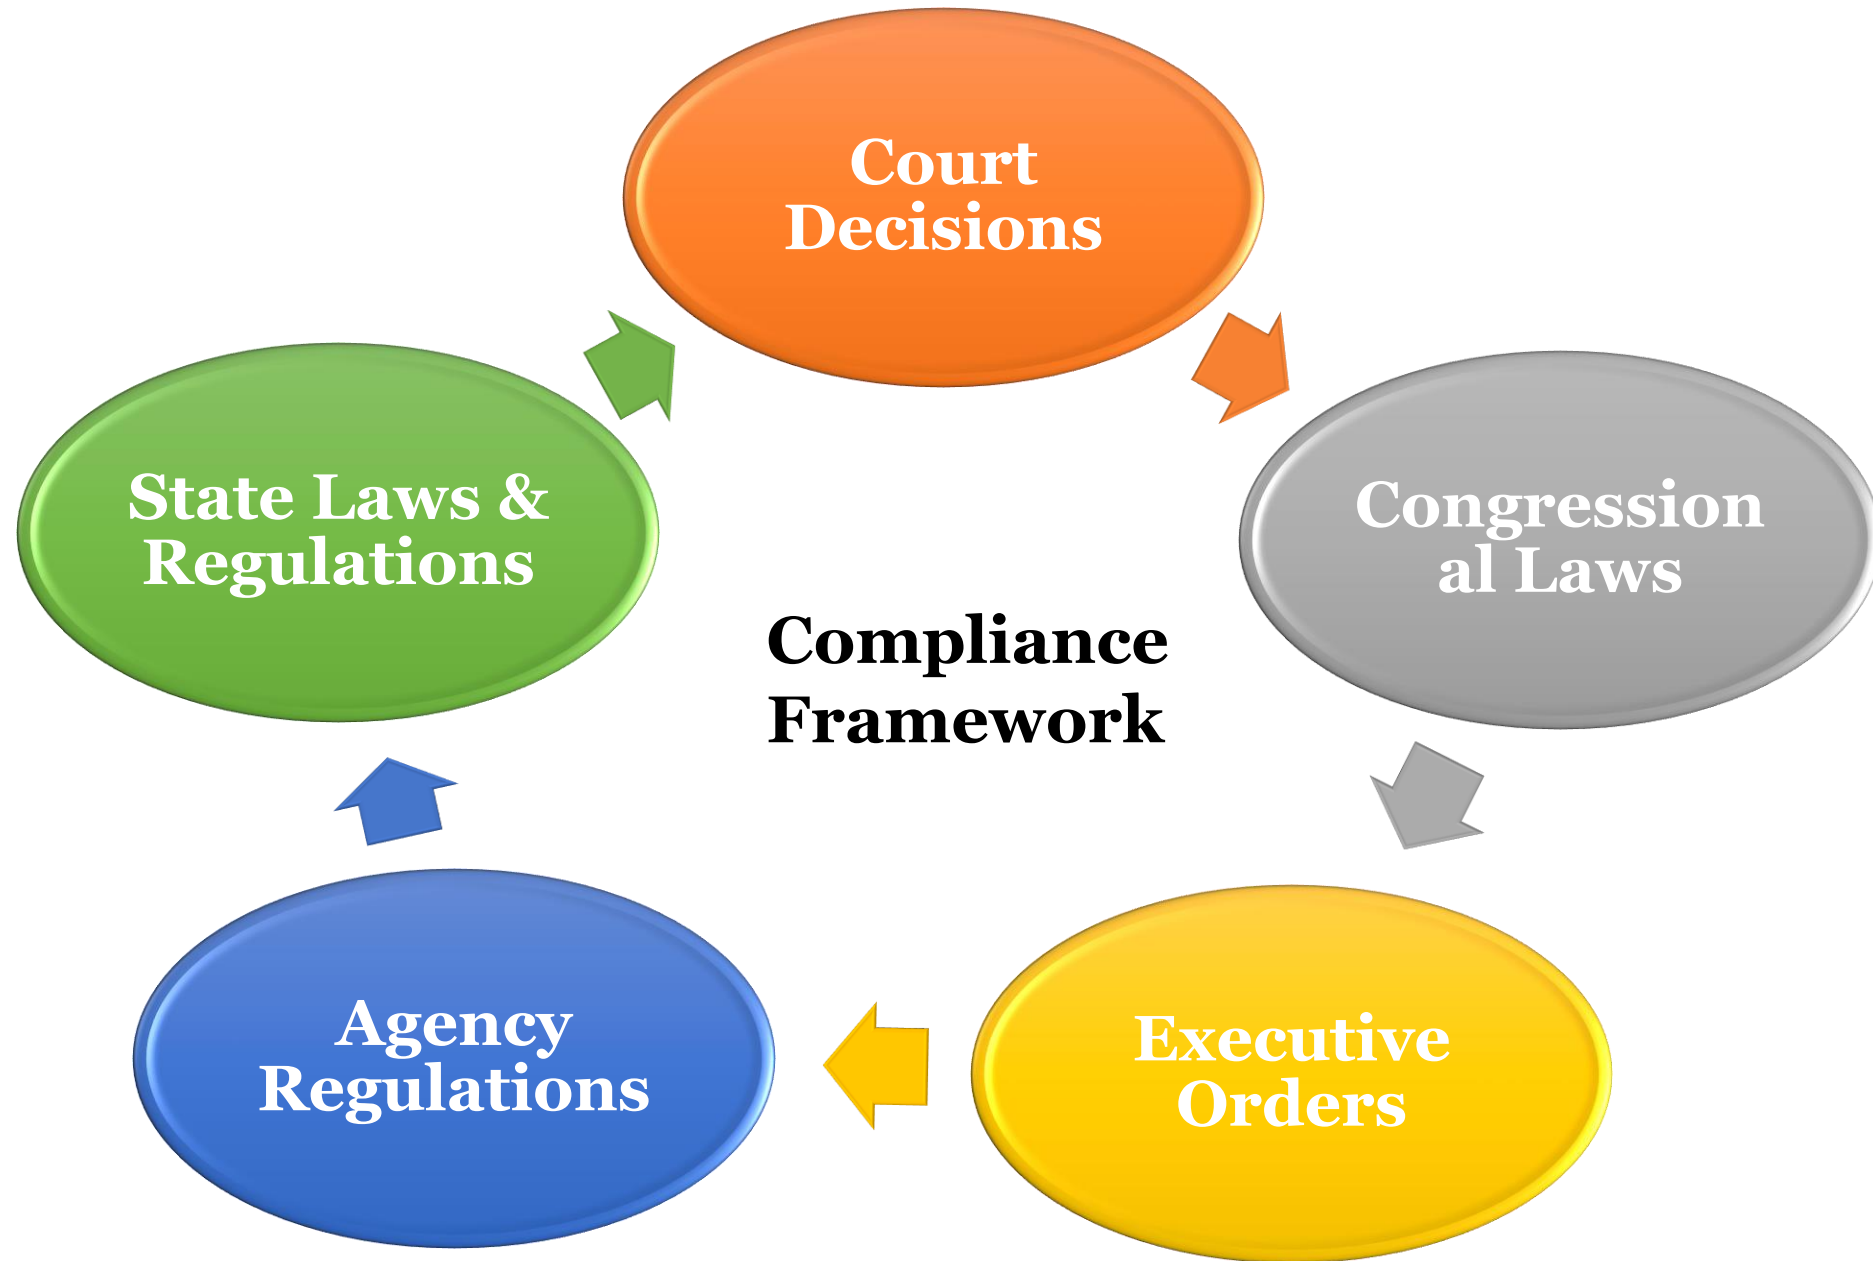 Court
Decisions
Congression
al Laws
Executive
Orders
Agency
Regulations
State Laws &
Regulations
Compliance
Framework